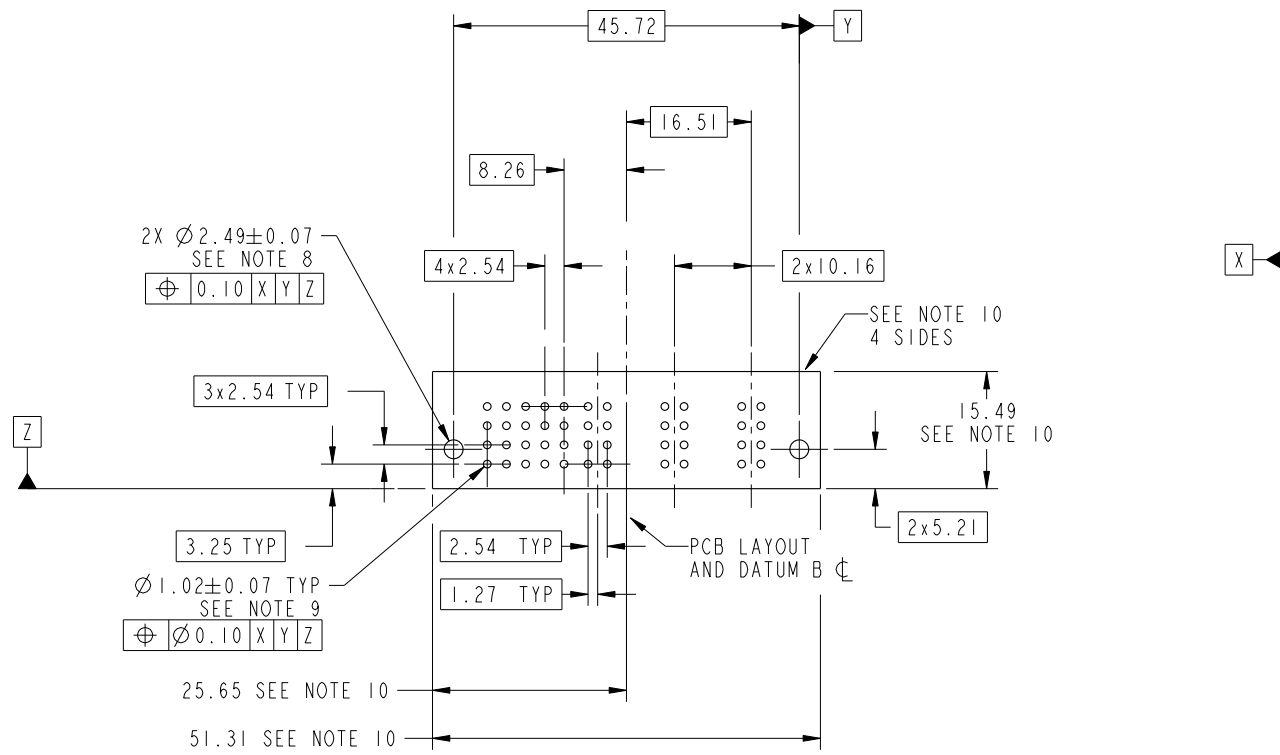 45.72
Y
16.51
8.26
2X Ø2.49±0.07
SEE NOTE 8
⌖ 0.10 X Y Z
4x2.54
2x10.16
X
SEE NOTE 10
4 SIDES
3x2.54 TYP
15.49
SEE NOTE 10
Z
2x5.21
3.25 TYP
2.54 TYP
PCB LAYOUT
AND DATUM B ℄
Ø1.02±0.07 TYP
SEE NOTE 9
⌖ Ø0.10 X Y Z
1.27 TYP
25.65 SEE NOTE 10
51.31 SEE NOTE 10